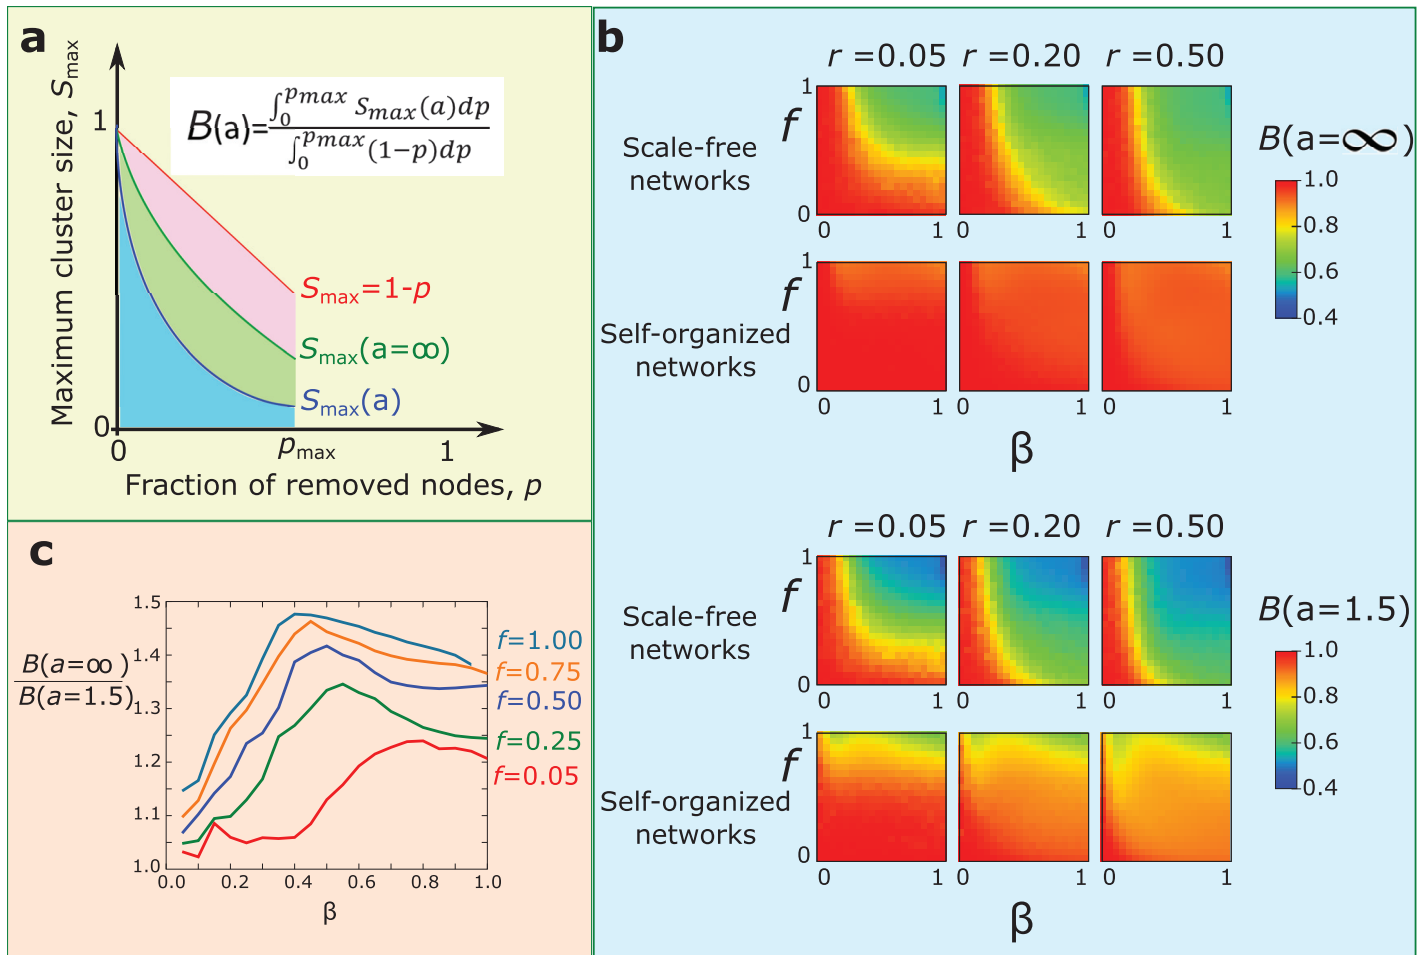 a
Maximum cluster size, Smax
B(a)=∫0pmax Smax(a)dp
∫0pmax(1−p)dp
1
Smax=1-p
Smax(a=∞)
Smax(a)
0
0 pmax 1
Fraction of removed nodes, p
b
r =0.05 r =0.20 r =0.50
Scale-free
networks
f
1
0
0 1 0 1 0 1
B(a=∞)
1.0
0.8
0.6
0.4
Self-organized
networks
f
1
0
0 1 0 1 0 1
β
r =0.05 r =0.20 r =0.50
Scale-free
networks
f
1
0
0 1 0 1 0 1
B(a=1.5)
1.0
0.8
0.6
0.4
Self-organized
networks
f
1
0
0 1 0 1 0 1
β
c
B(a=∞)
B(a=1.5)
1.5
1.4
1.3
1.2
1.1
1.0
0.0 0.2 0.4 0.6 0.8 1.0
β
f=1.00
f=0.75
f=0.50
f=0.25
f=0.05